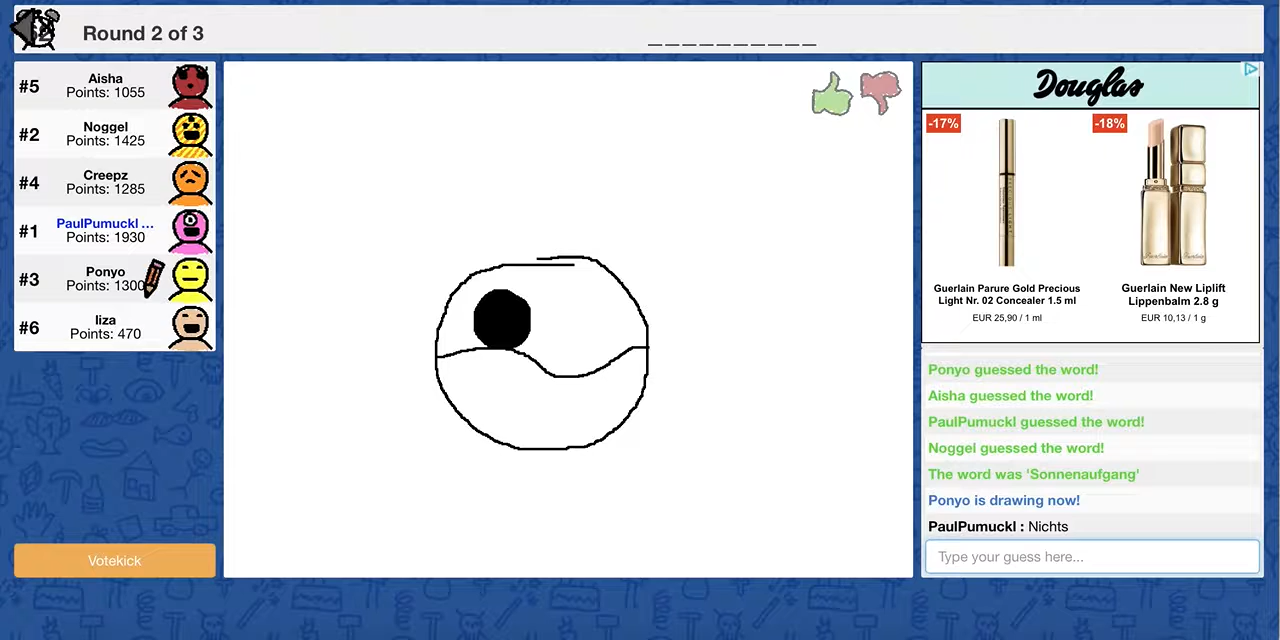 Round 2 of 3
__________
#5
Aisha
Points: 1055
#2
Noggel
Points: 1425
#4
Creepz
Points: 1285
#1
PaulPumuckl ...
Points: 1930
#3
Ponyo
Points: 1300
#6
liza
Points: 470
Votekick
Douglas
-17%
-18%
Guerlain Parure Gold Precious
Light Nr. 02 Concealer 1.5 ml
EUR 25,90 / 1 ml
Guerlain New Liplift
Lippenbalm 2.8 g
EUR 10,13 / 1 g
Ponyo guessed the word!
Aisha guessed the word!
PaulPumuckl guessed the word!
Noggel guessed the word!
The word was 'Sonnenaufgang'
Ponyo is drawing now!
PaulPumuckl : Nichts
Type your guess here...